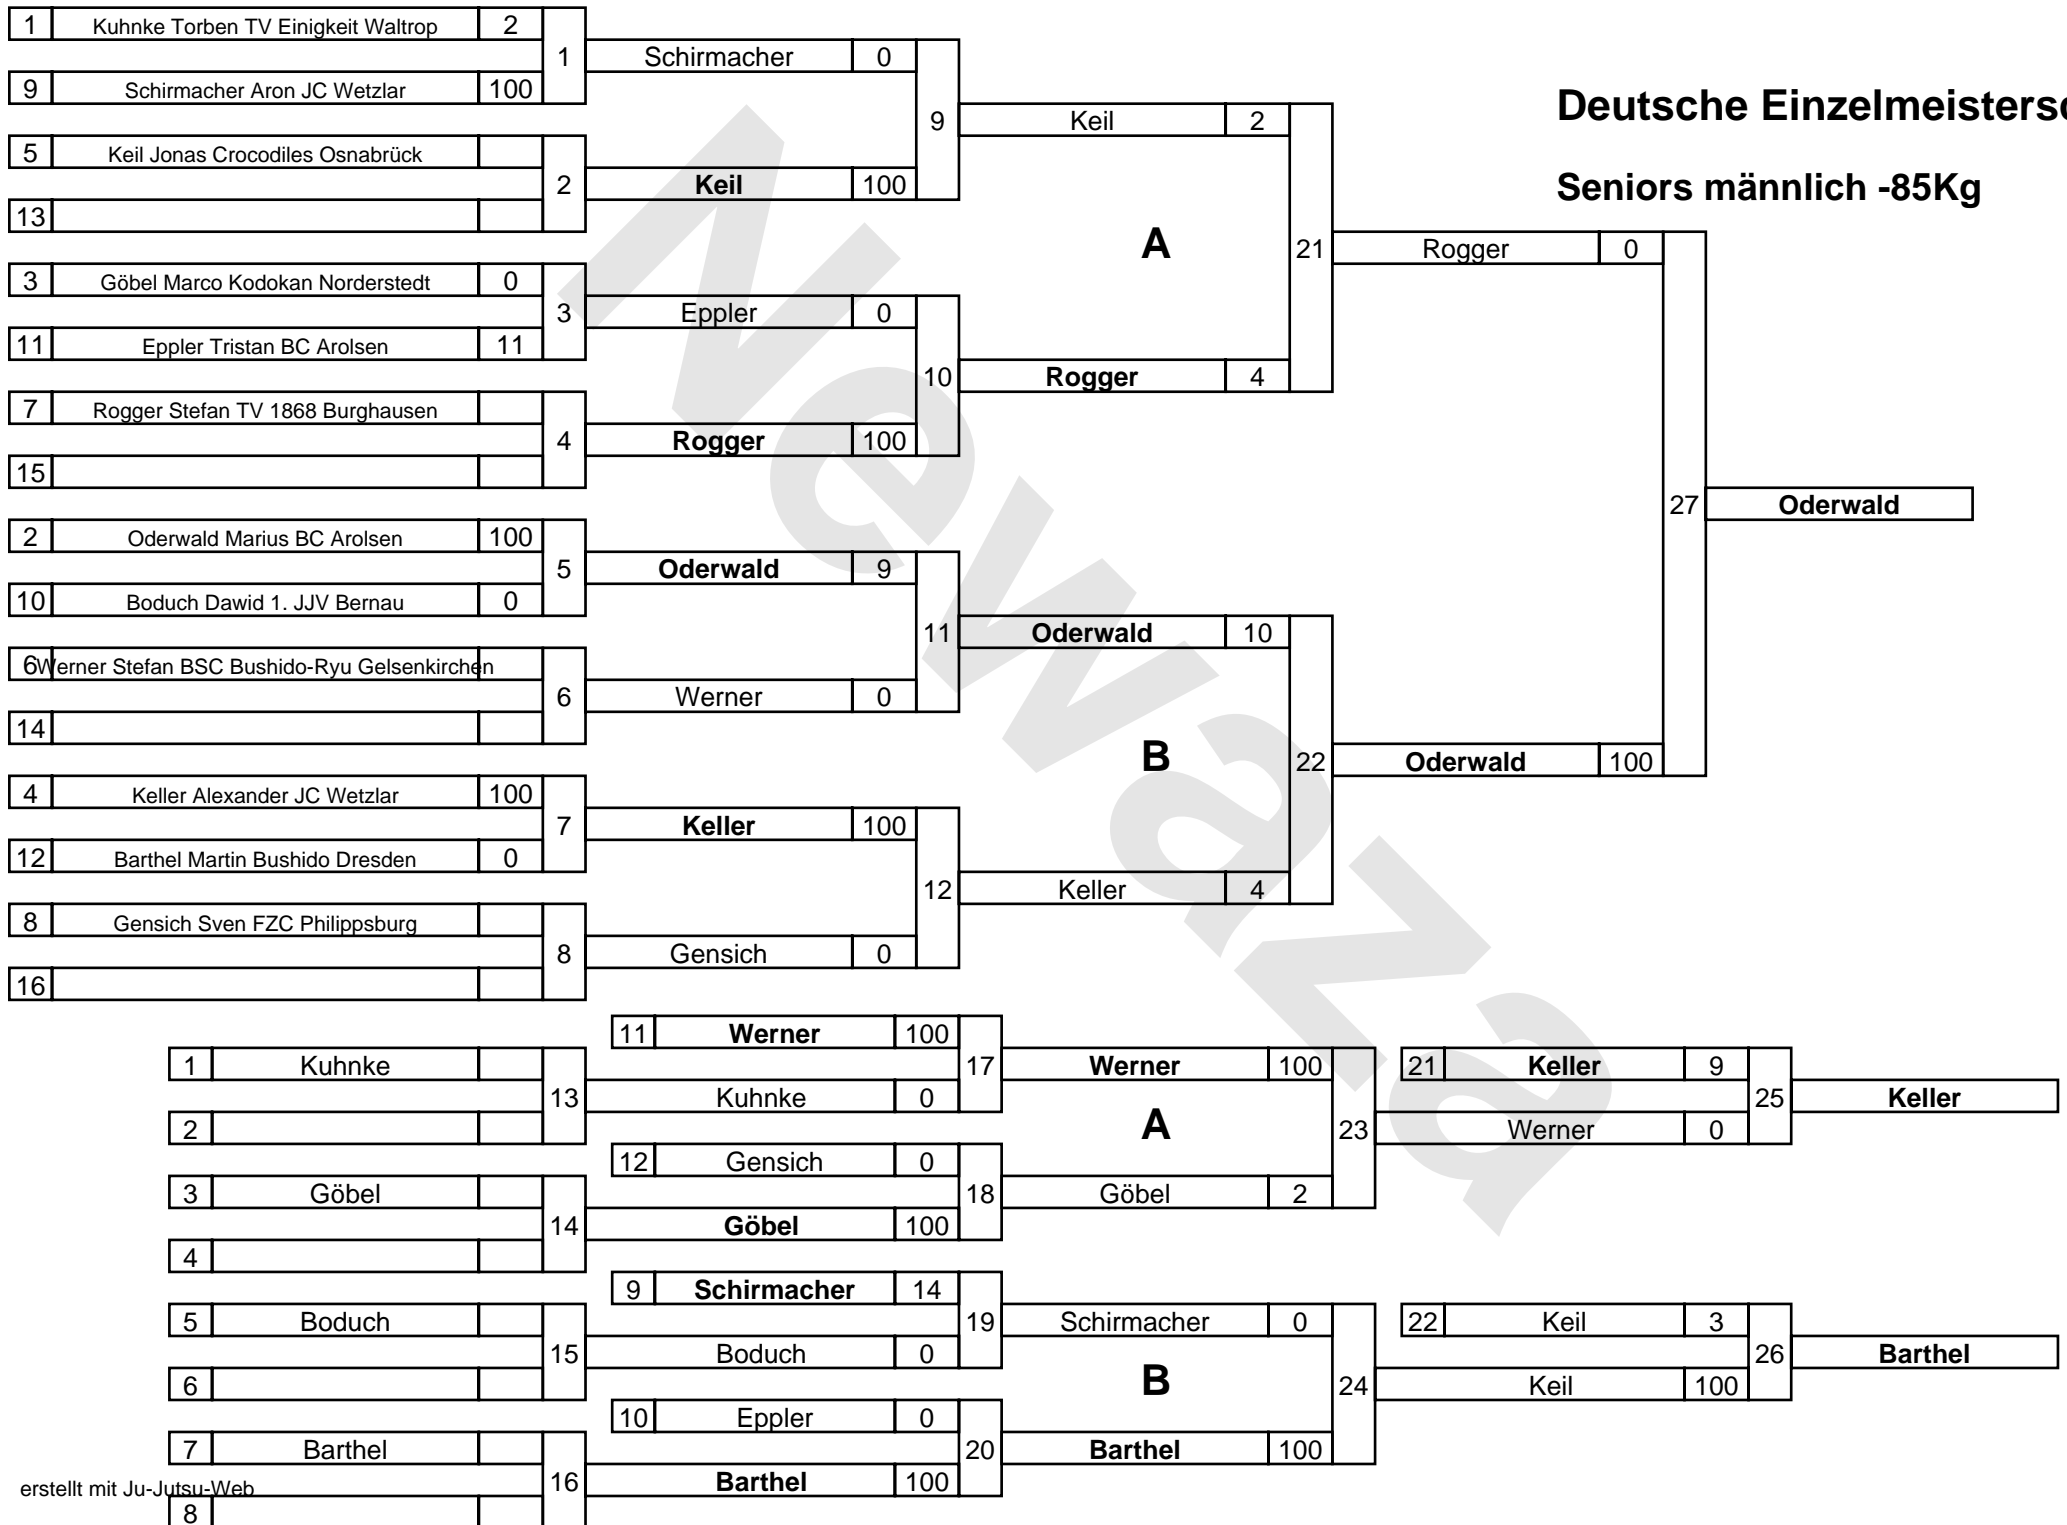 1 Kuhnke Torben TV Einigkeit Waltrop 2
1
Schirmacher 0
9 Schirmacher Aron JC Wetzlar 100
Deutsche Einzelmeistersc
9 Keil 2
5 Keil Jonas Crocodiles Osnabrück
2 Keil 100
Seniors männlich -85Kg
13
A
21 Rogger 0
3 Göbel Marco Kodokan Norderstedt 0
3 Eppler 0
11 Eppler Tristan BC Arolsen 11
10 Rogger 4
7 Rogger Stefan TV 1868 Burghausen
4 Rogger 100
15
27 Oderwald
2 Oderwald Marius BC Arolsen 100
5 Oderwald 9
10 Boduch Dawid 1. JJV Bernau 0
11 Oderwald 10
6 Werner Stefan BSC Bushido-Ryu Gelsenkirchen
6 Werner 0
14
B
22 Oderwald 100
4 Keller Alexander JC Wetzlar 100
7 Keller 100
12 Barthel Martin Bushido Dresden 0
12 Keller 4
8 Gensich Sven FZC Philippsburg
8 Gensich 0
16
11 Werner 100
1 Kuhnke
17 Werner 100
21 Keller 9
13 Kuhnke 0
25 Keller
2
A
23 Werner 0
12 Gensich 0
3 Göbel
18 Göbel 2
14 Göbel 100
4
9 Schirmacher 14
5 Boduch
19 Schirmacher 0
22 Keil 3
15 Boduch 0
26 Barthel
6
B
24 Keil 100
10 Eppler 0
7 Barthel
20 Barthel 100
16 Barthel 100
erstellt mit Ju-Jutsu-Web
8
Newaza